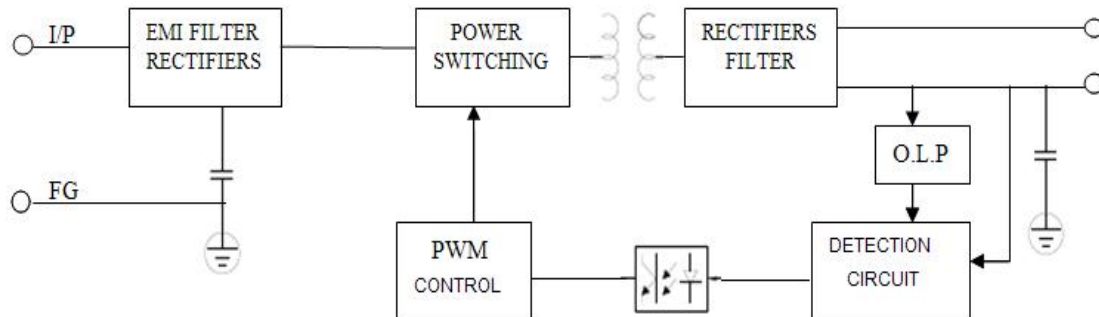 I/P
EMI FILTER
RECTIFIERS
POWER
SWITCHING
RECTIFIERS
FILTER
O.L.P
FG
PWM
CONTROL
DETECTION
CIRCUIT